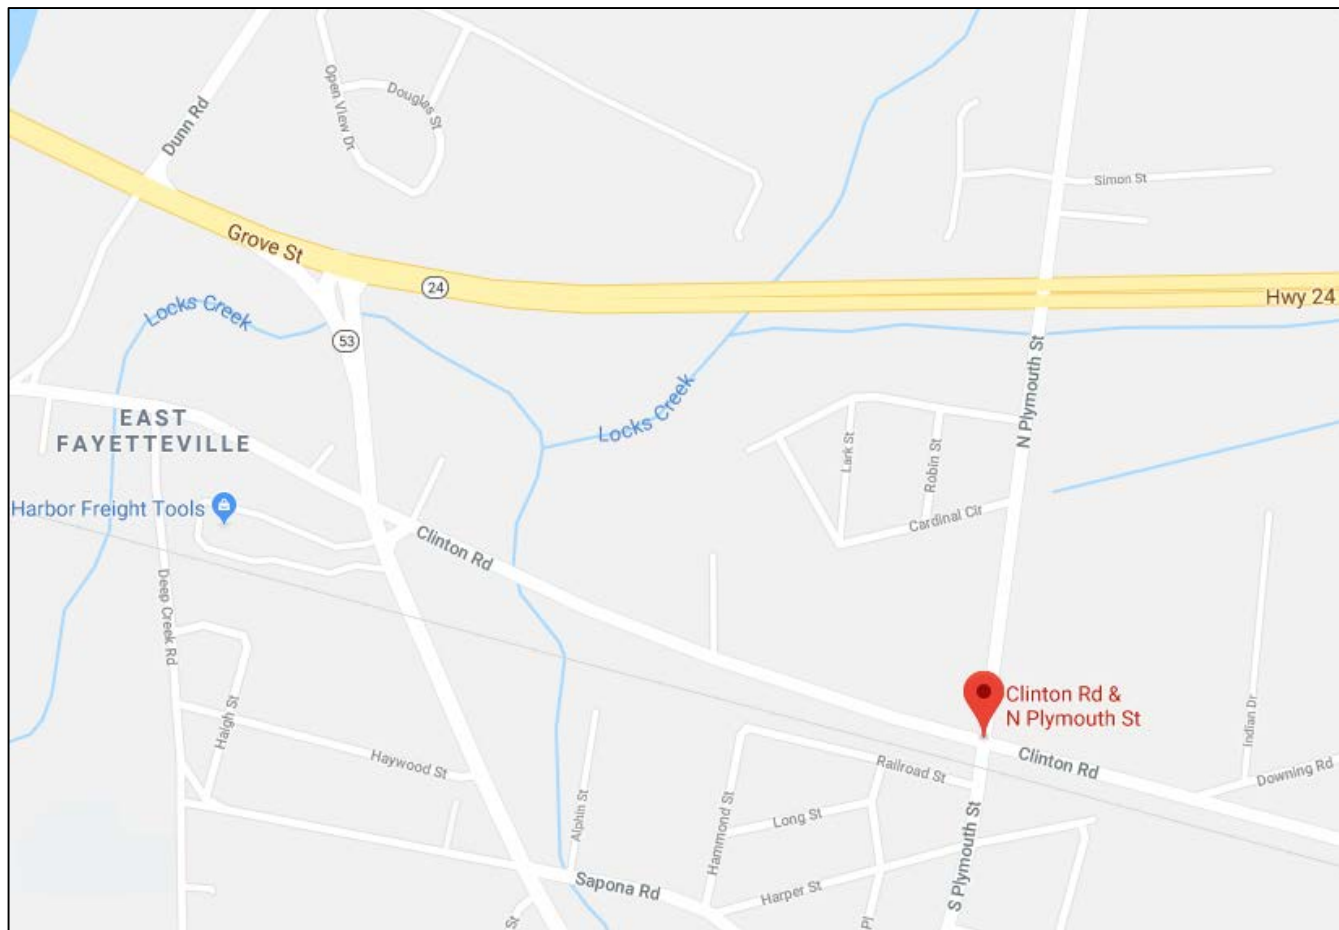 Dunn Rd
Open View Dr
Douglas St
Simon St
Grove St
24
Hwy 24
Locks Creek
53
N Plymouth St
Locks Creek
EAST
FAYETTEVILLE
Lark St
Robin St
Cardinal Cir
Harbor Freight Tools
Clinton Rd
Deep Creek Rd
Haigh St
Clinton Rd &
N Plymouth St
Indian Dr
Haywood St
Railroad St
Clinton Rd
Downing Rd
Alphin St
Hammond St
Long St
S Plymouth St
Sapona Rd
Harper St
St
Pl